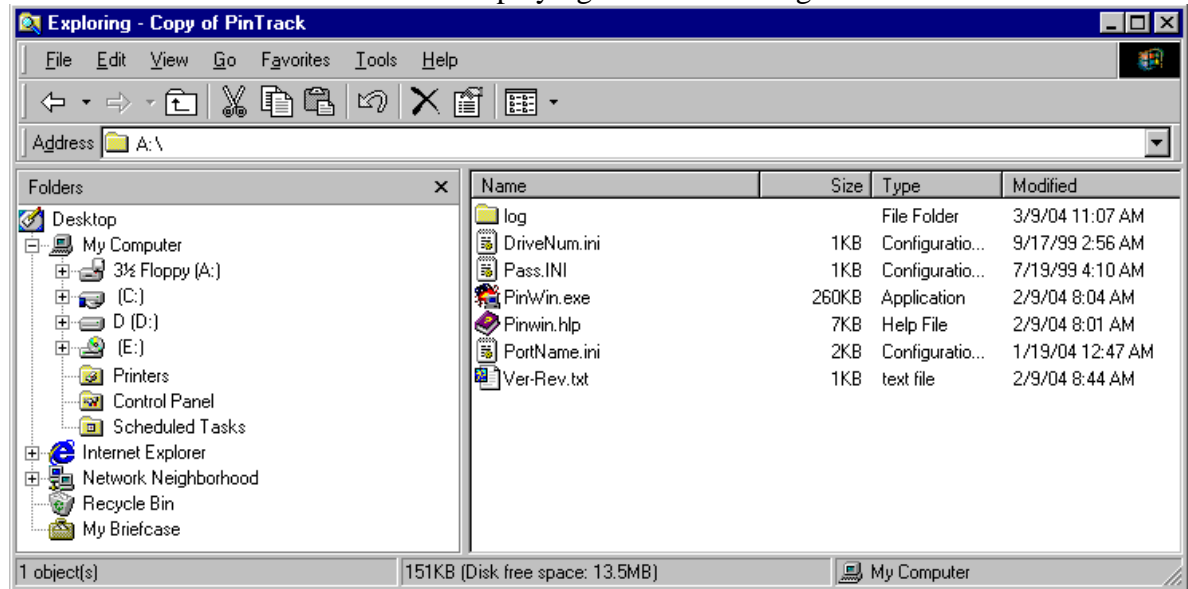 Exploring - Copy of PinTrack
File Edit View Go Favorites Tools Help
Address A:\
Folders
Name Size Type Modified
Desktop
My Computer
3½ Floppy (A:)
(C:)
D (D:)
(E:)
Printers
Control Panel
Scheduled Tasks
Internet Explorer
Network Neighborhood
Recycle Bin
My Briefcase
log File Folder 3/9/04 11:07 AM
DriveNum.ini 1KB Configuratio... 9/17/99 2:56 AM
Pass.INI 1KB Configuratio... 7/19/99 4:10 AM
PinWin.exe 260KB Application 2/9/04 8:04 AM
Pinwin.hlp 7KB Help File 2/9/04 8:01 AM
PortName.ini 2KB Configuratio... 1/19/04 12:47 AM
Ver-Rev.txt 1KB text file 2/9/04 8:44 AM
1 object(s) 151KB (Disk free space: 13.5MB) My Computer